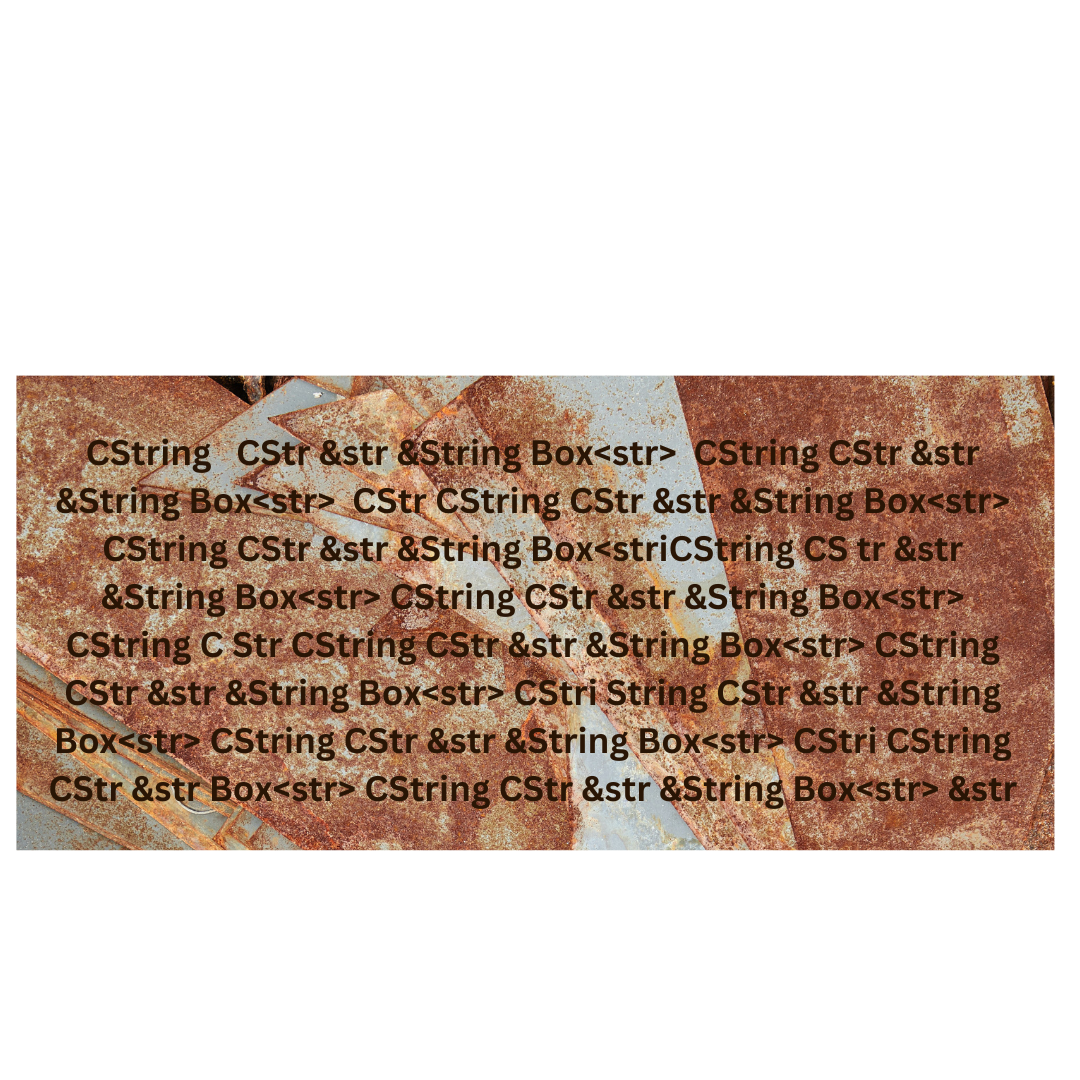 CString   CStr &str &String Box<str>  CString CStr &str
&String Box<str>  CStr CString CStr &str &String Box<str>
CString CStr &str &String Box<striCString CS tr &str
&String Box<str> CString CStr &str &String Box<str>
CString C Str CString CStr &str &String Box<str> CString
CStr &str &String Box<str> CStri String CStr &str &String
Box<str> CString CStr &str &String Box<str> CStri CString
CStr &str Box<str> CString CStr &str &String Box<str> &str